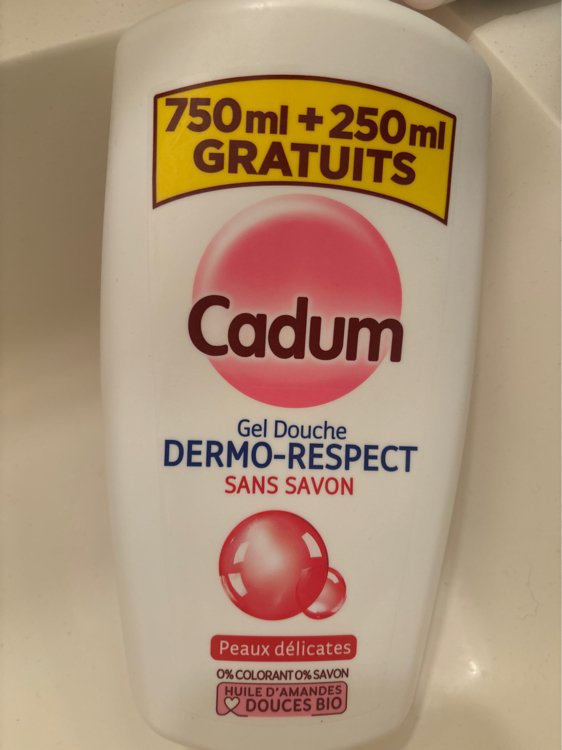 750ml + 250ml
GRATUITS
Cadum
Gel Douche
DERMO-RESPECT
SANS SAVON
Peaux délicates
0% COLORANT 0% SAVON
HUILE D'AMANDES
DOUCES BIO